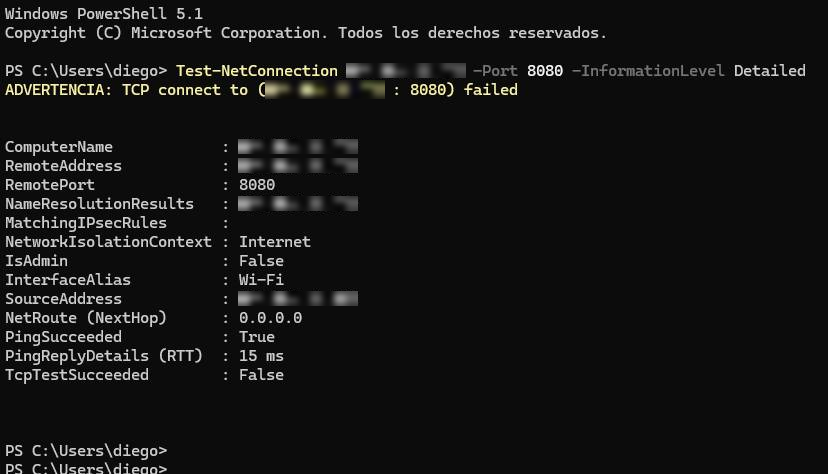 Windows PowerShell 5.1
Copyright (C) Microsoft Corporation. Todos los derechos reservados.
PS C:\Users\diego> Test-NetConnection -Port 8080 -InformationLevel Detailed
ADVERTENCIA: TCP connect to ( : 8080) failed
ComputerName :
RemoteAddress :
RemotePort : 8080
NameResolutionResults :
MatchingIPsecRules :
NetworkIsolationContext : Internet
IsAdmin : False
InterfaceAlias : Wi-Fi
SourceAddress :
NetRoute (NextHop) : 0.0.0.0
PingSucceeded : True
PingReplyDetails (RTT) : 15 ms
TcpTestSucceeded : False
PS C:\Users\diego>
PS C:\Users\diego>